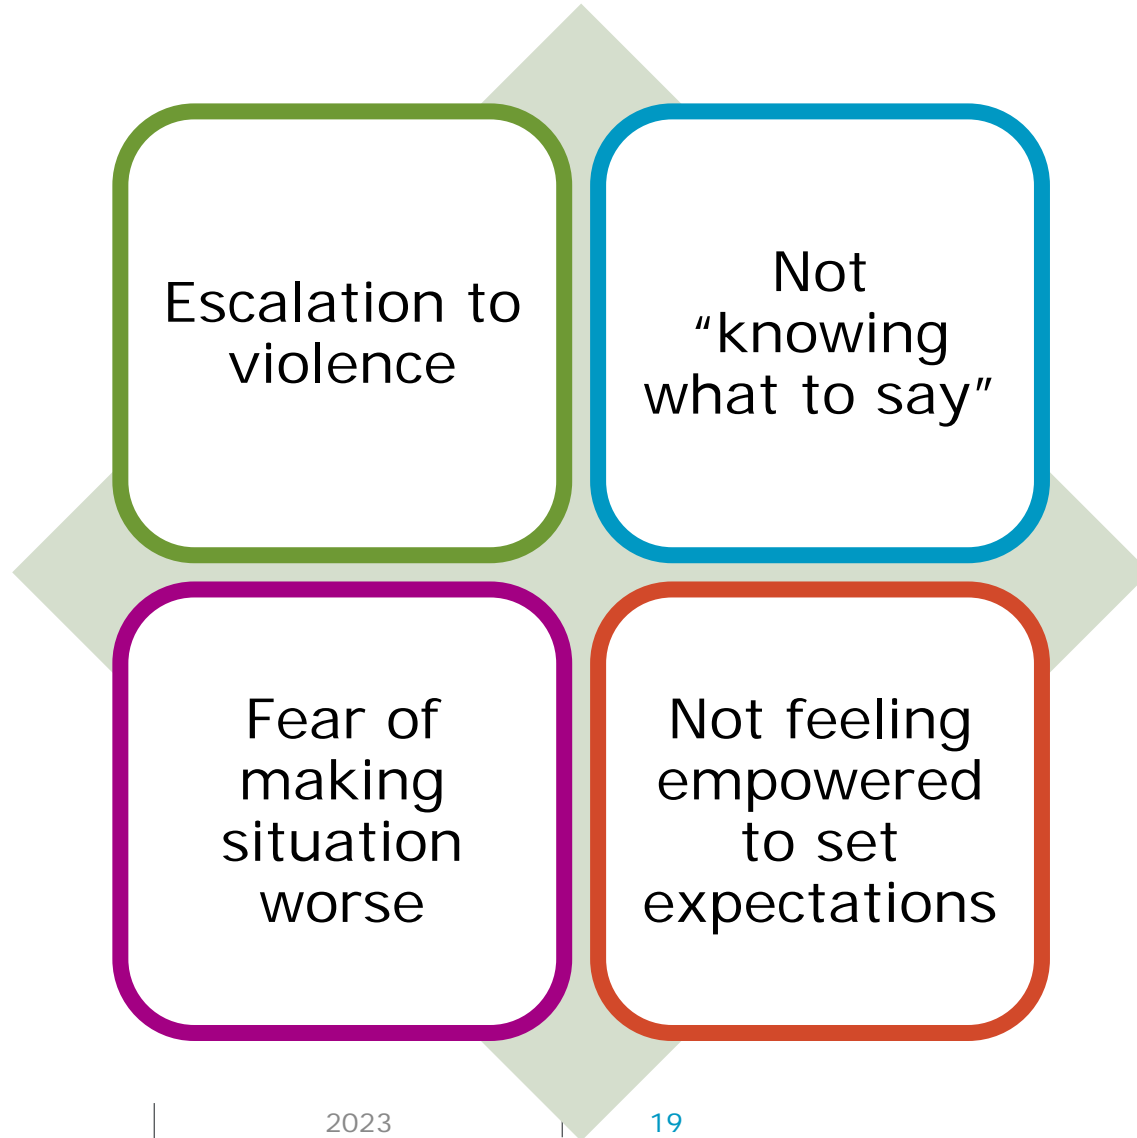 Escalation to
violence
Not
“knowing
what to say”
Fear of
making
situation
worse
Not feeling
empowered
to set
expectations
2023
19